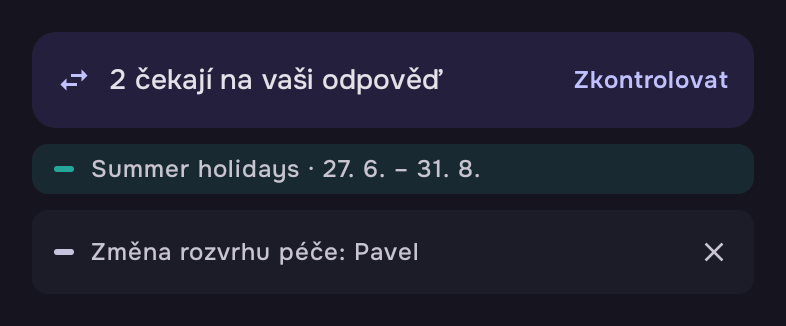 2 čekají na vaši odpověď
Zkontrolovat
Summer holidays · 27. 6. – 31. 8.
Změna rozvrhu péče: Pavel